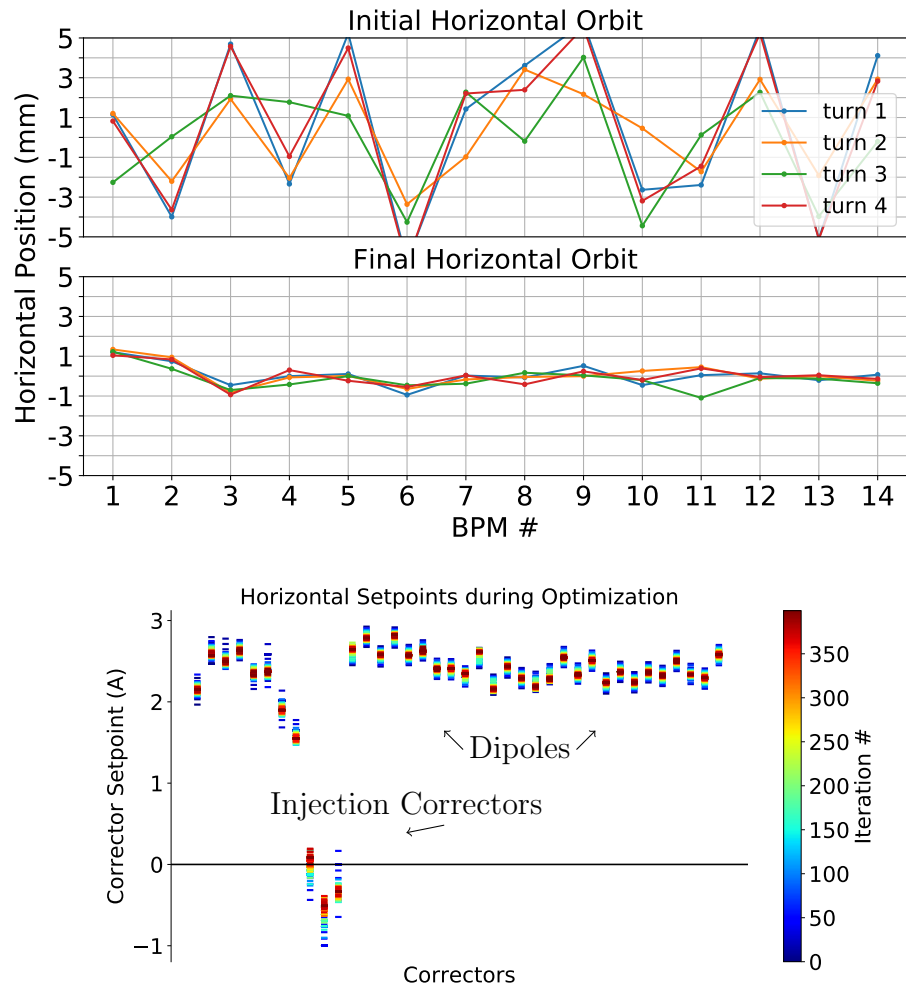 Initial Horizontal Orbit
5
3
1
-1
-3
-5
turn 1
turn 2
turn 3
turn 4
Horizontal Position (mm)
Final Horizontal Orbit
5
3
1
-1
-3
-5
1 2 3 4 5 6 7 8 9 10 11 12 13 14
BPM #
Horizontal Setpoints during Optimization
3
2
1
0
−1
Corrector Setpoint (A)
Dipoles
Injection Correctors
Correctors
350
300
250
200
150
100
50
0
Iteration #